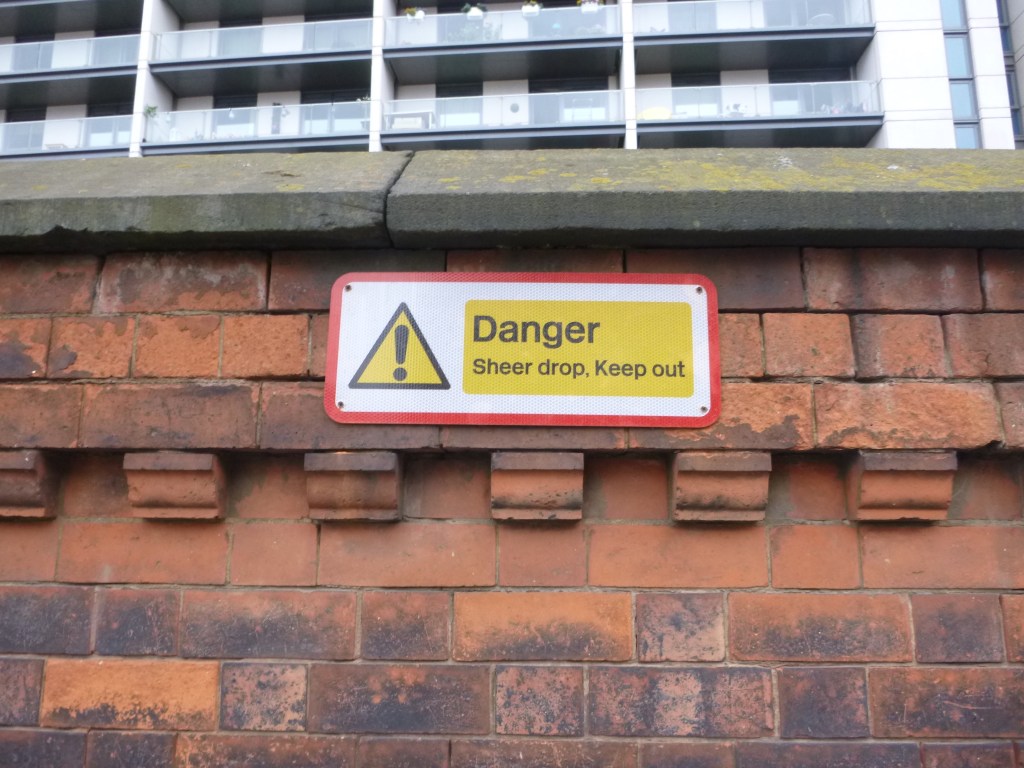 Danger
Sheer drop, Keep out